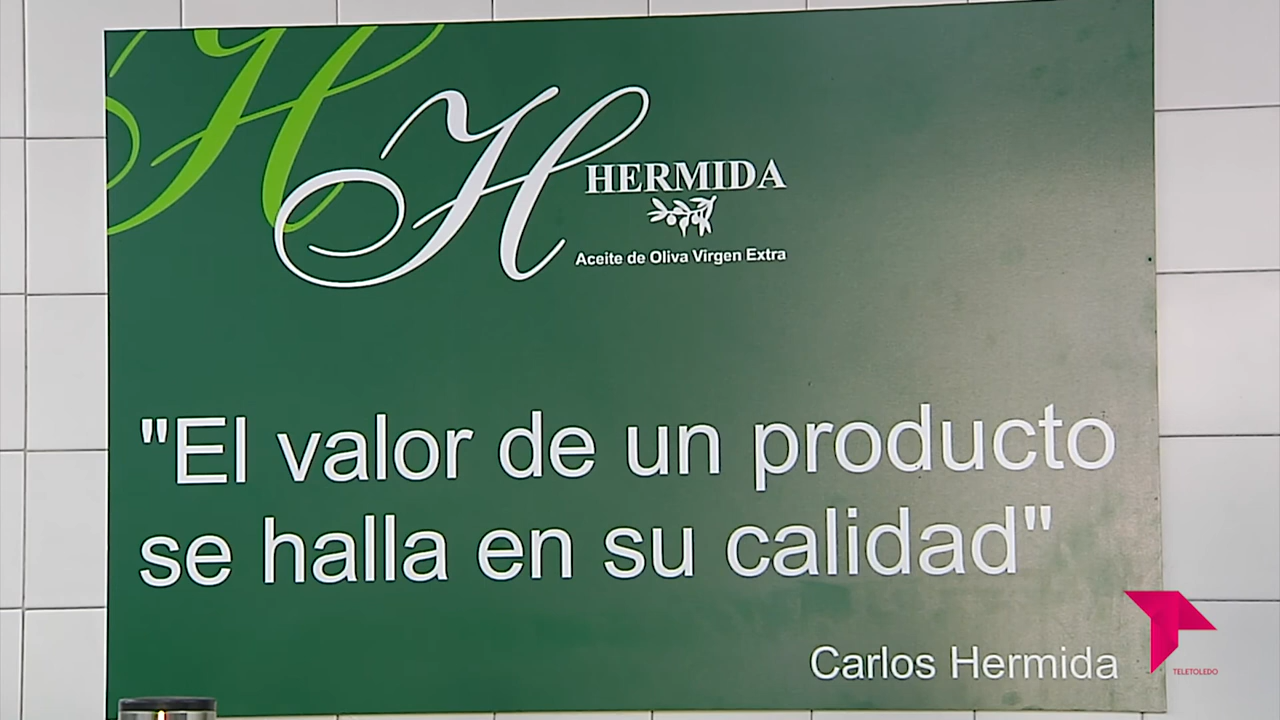 H
H
HERMIDA
Aceite de Oliva Virgen Extra
"El valor de un producto
se halla en su calidad"
Carlos Hermida
TELETOLEDO